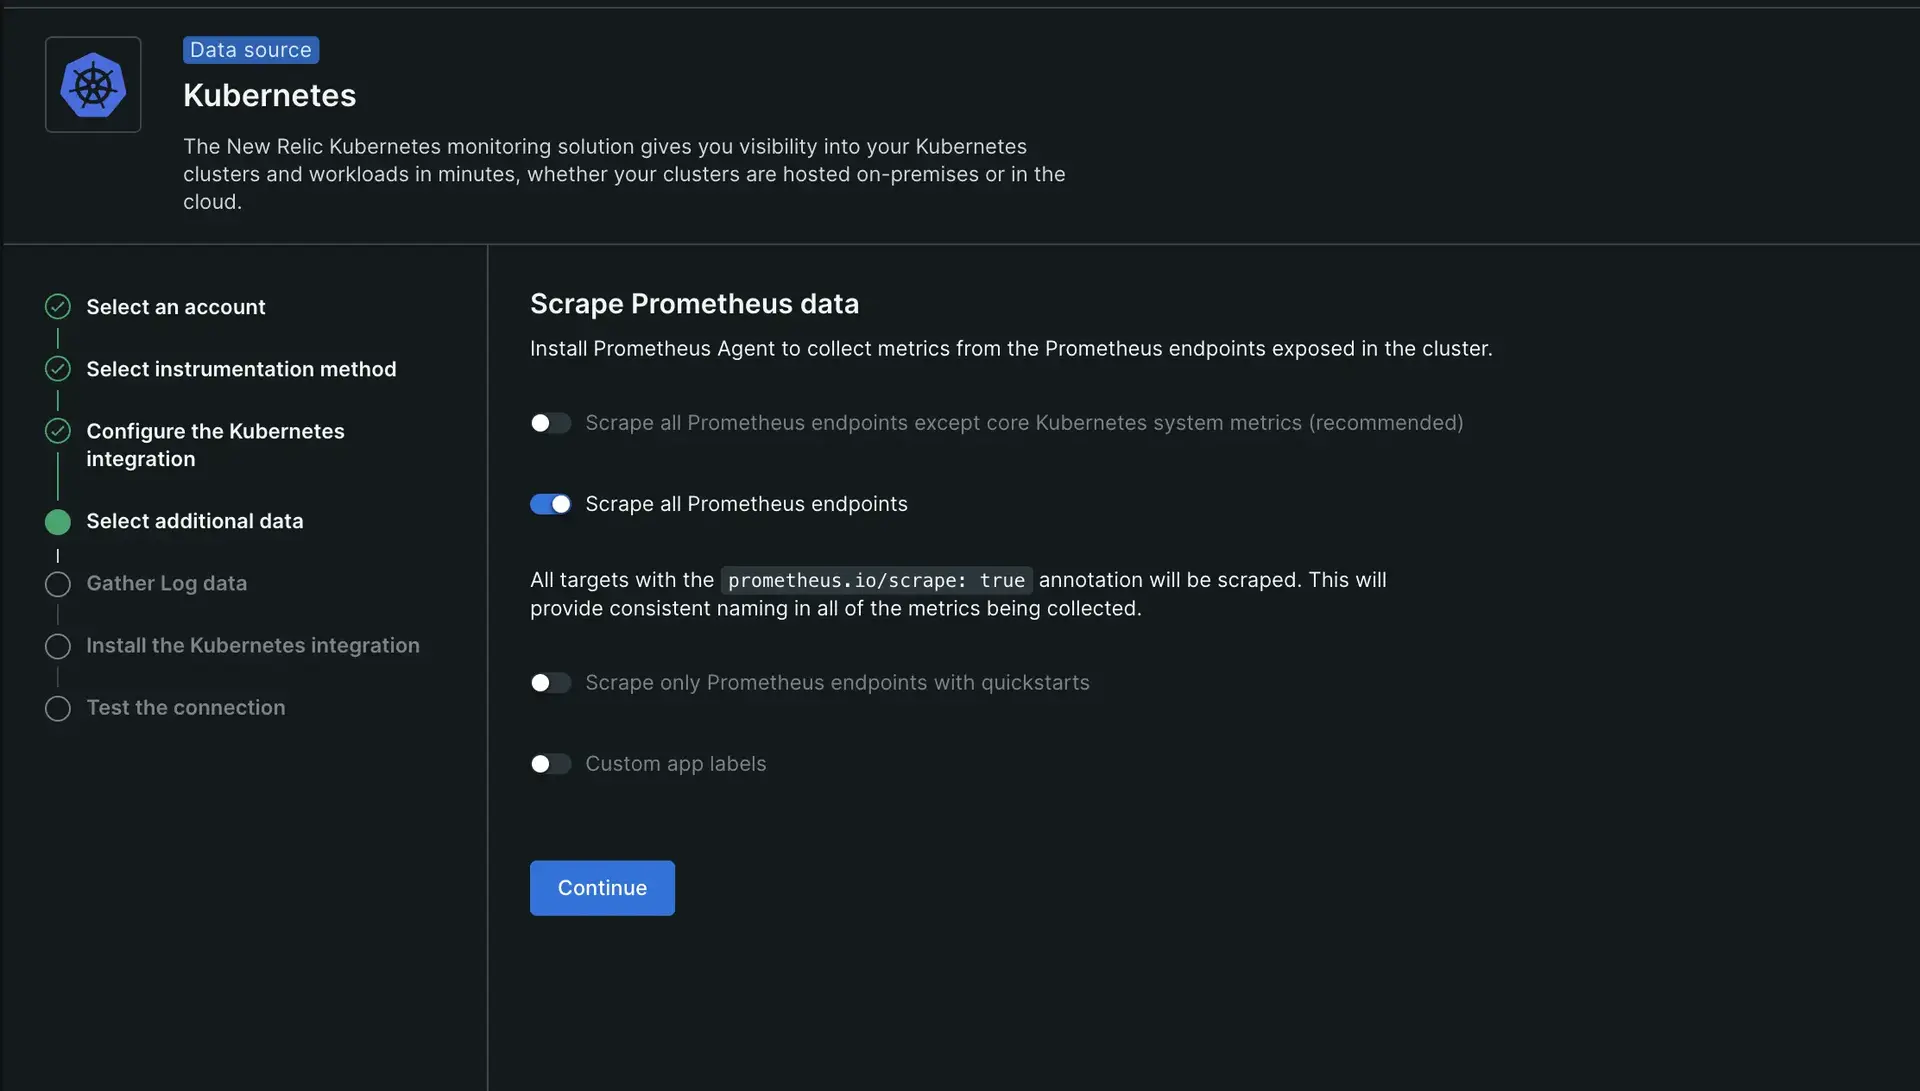 Data source
Kubernetes
The New Relic Kubernetes monitoring solution gives you visibility into your Kubernetes
clusters and workloads in minutes, whether your clusters are hosted on-premises or in the
cloud.
Select an account
Select instrumentation method
Configure the Kubernetes
integration
Select additional data
Gather Log data
Install the Kubernetes integration
Test the connection
Scrape Prometheus data
Install Prometheus Agent to collect metrics from the Prometheus endpoints exposed in the cluster.
Scrape all Prometheus endpoints except core Kubernetes system metrics (recommended)
Scrape all Prometheus endpoints
All targets with the prometheus.io/scrape: true annotation will be scraped. This will
provide consistent naming in all of the metrics being collected.
Scrape only Prometheus endpoints with quickstarts
Custom app labels
Continue